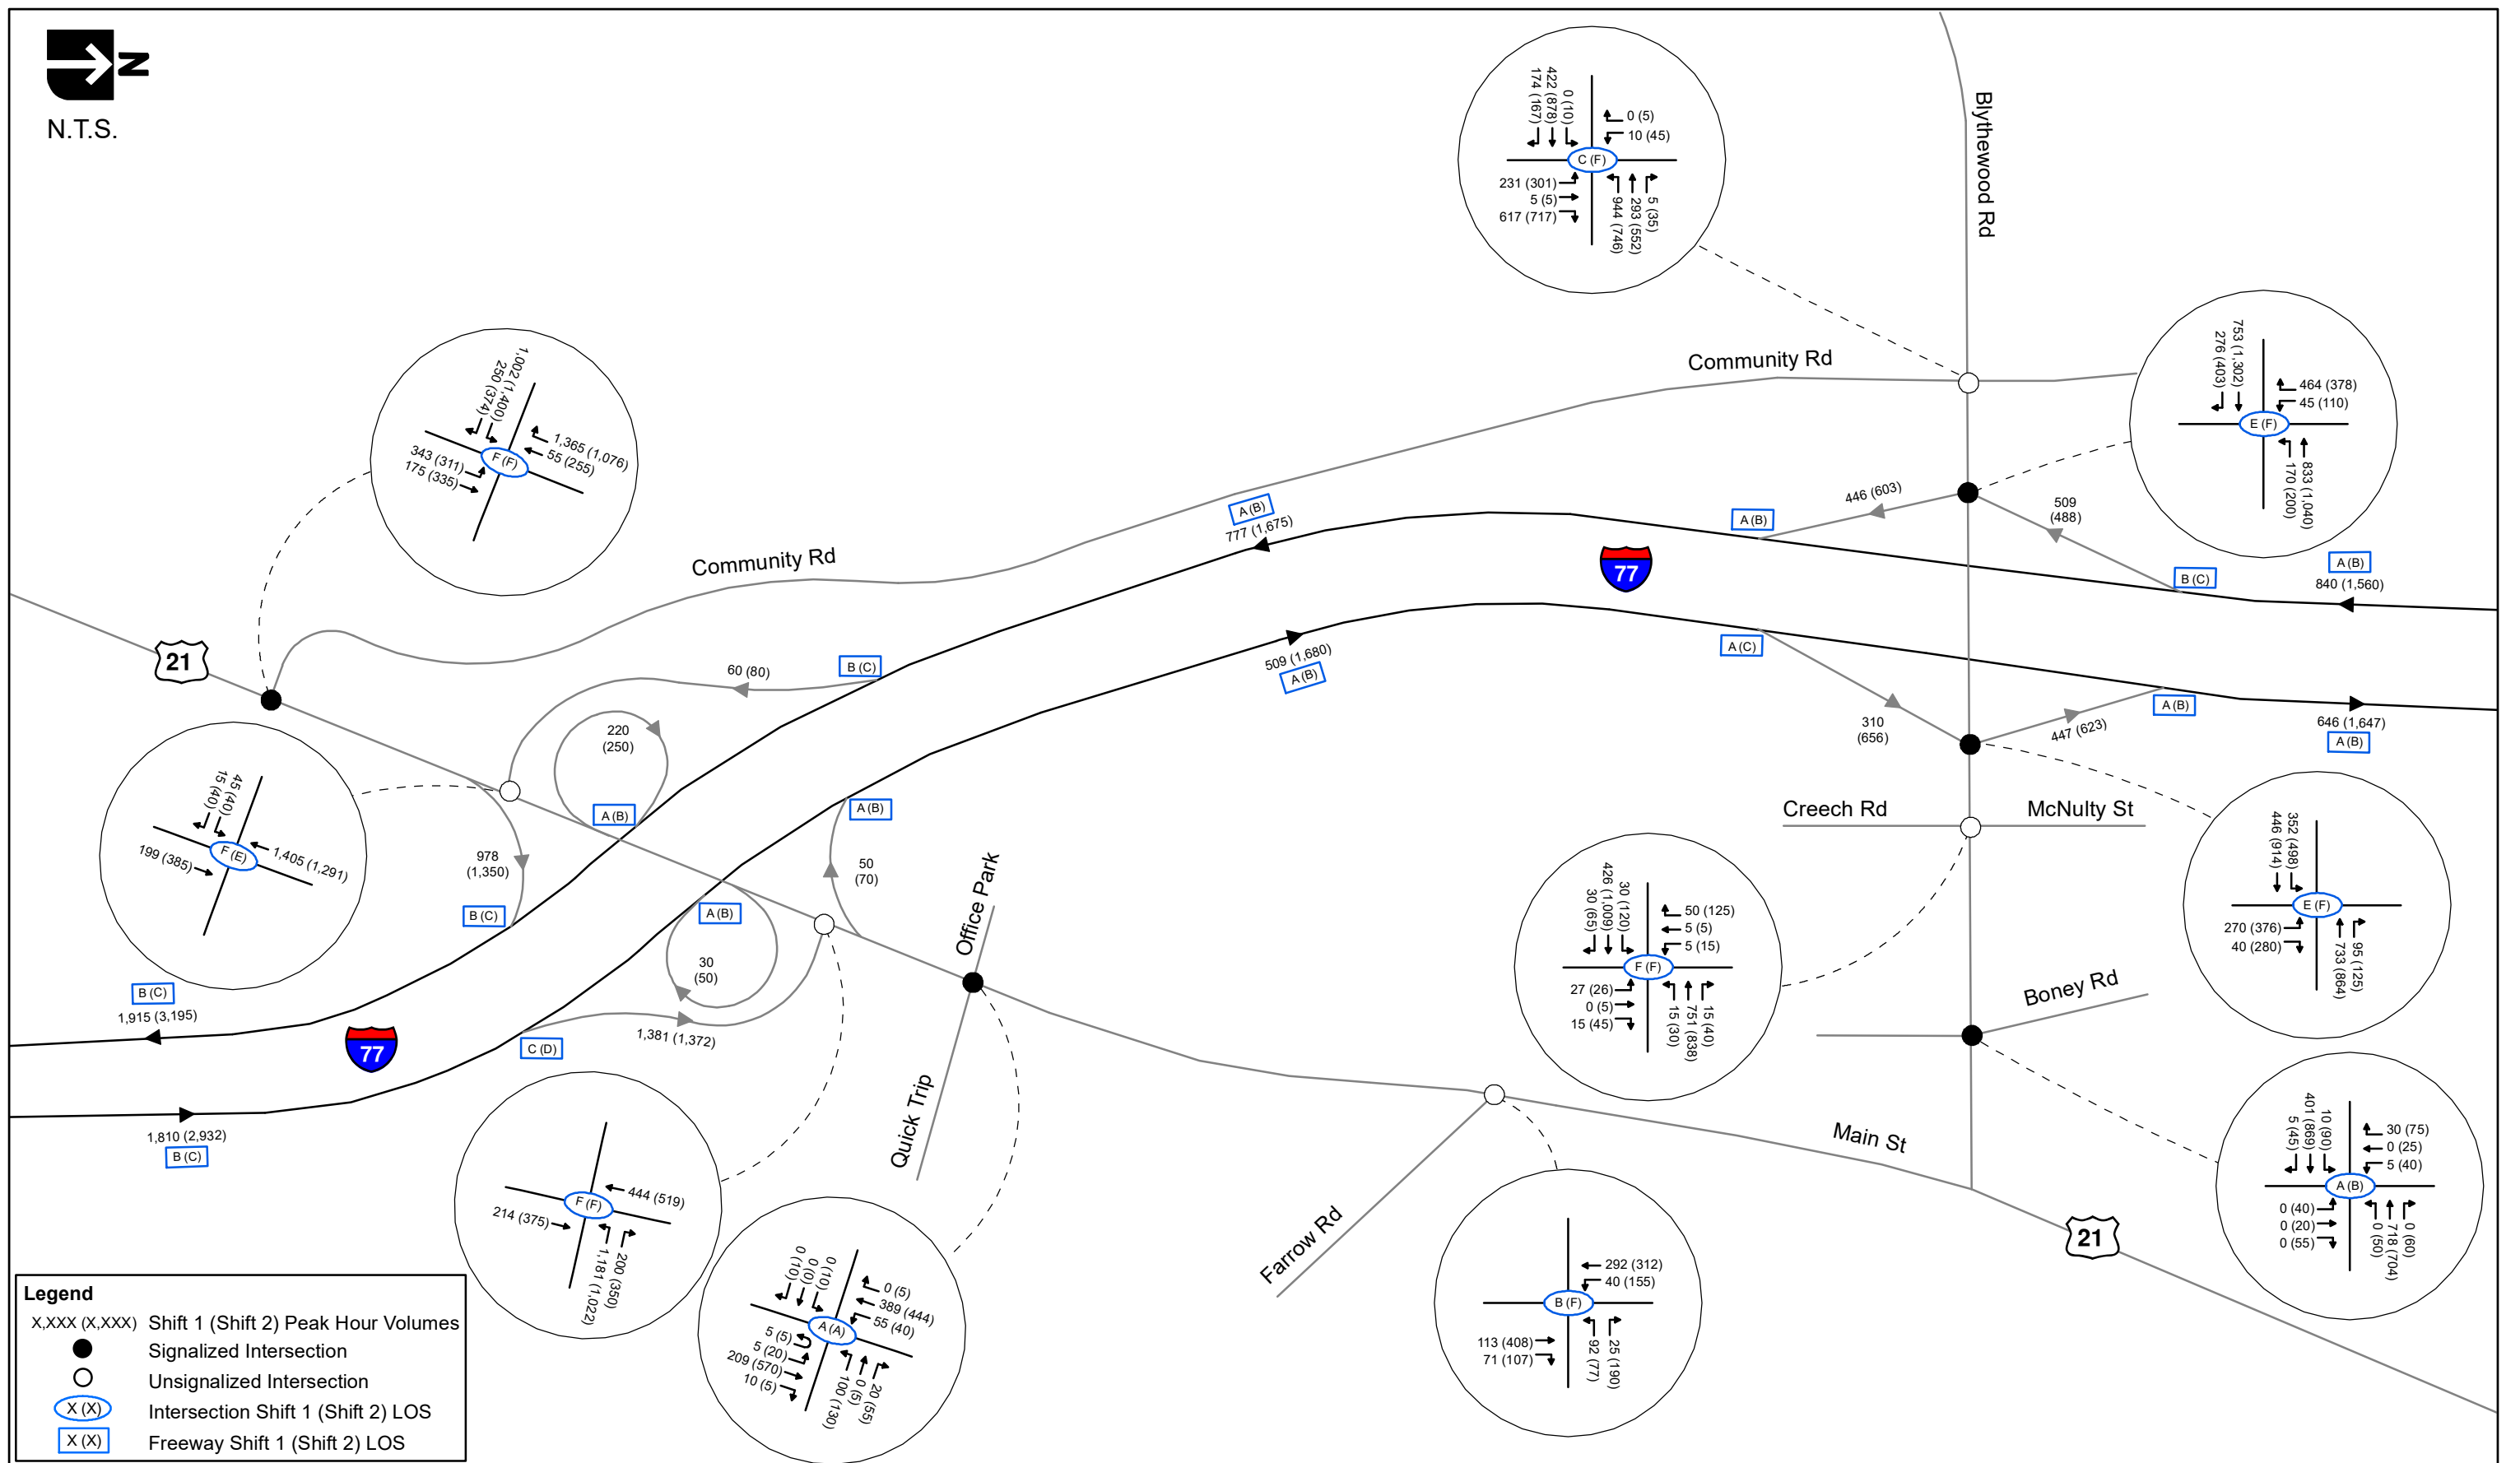 N
N.T.S.
174 (167)
422 (878)
0 (10)
0 (5)
10 (45)
C (F)
231 (301)
5 (5)
617 (717)
944 (746)
293 (552)
5 (35)
Blythewood Rd
276 (403)
753 (1,302)
464 (378)
45 (110)
E (F)
170 (200)
833 (1,040)
Community Rd
250 (374)
1,002 (1,400)
1,365 (1,076)
55 (255)
F (F)
343 (311)
175 (335)
A (B)
777 (1,675)
A (B)
446 (603)
509
(488)
B (C)
A (B)
840 (1,560)
77
Community Rd
21
60 (80)
B (C)
509 (1,680)
A (B)
A (C)
310
(656)
447 (623)
A (B)
646 (1,647)
A (B)
220
(250)
A (B)
15 (40)
45 (40)
1,405 (1,291)
F (E)
199 (385)
978
(1,350)
B (C)
A (B)
50
(70)
A (B)
30
(50)
Office Park
Creech Rd
McNulty St
30 (65)
426 (1,009)
30 (120)
50 (125)
5 (5)
5 (15)
F (F)
27 (26)
0 (5)
15 (45)
15 (30)
751 (838)
15 (40)
446 (914)
352 (498)
E (F)
270 (376)
40 (280)
733 (864)
95 (125)
B (C)
1,915 (3,195)
77
C (D)
1,381 (1,372)
1,810 (2,932)
B (C)
Quick Trip
Boney Rd
Main St
Farrow Rd
21
5 (45)
401 (869)
10 (90)
30 (75)
0 (25)
5 (40)
A (B)
0 (40)
0 (20)
0 (55)
0 (50)
718 (704)
0 (60)
444 (519)
F (F)
214 (375)
1,181 (1,022)
200 (350)
0 (10)
0 (0)
0 (10)
0 (5)
389 (444)
55 (40)
A (A)
5 (5)
5 (20)
209 (570)
10 (5)
100 (130)
0 (5)
20 (55)
292 (312)
40 (155)
B (F)
113 (408)
71 (107)
92 (77)
25 (190)
Legend
X,XXX (X,XXX) Shift 1 (Shift 2) Peak Hour Volumes
Signalized Intersection
Unsignalized Intersection
X (X) Intersection Shift 1 (Shift 2) LOS
X (X) Freeway Shift 1 (Shift 2) LOS